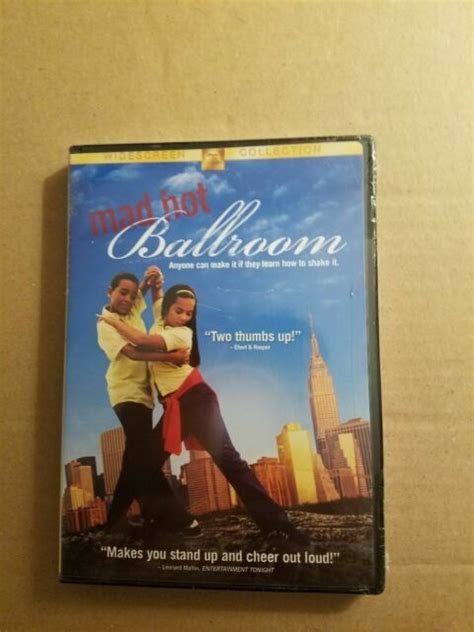 WIDESCREEN COLLECTION
mad hot
Ballroom
Anyone can make it if they learn how to shake it.
"Two thumbs up!"
– Ebert & Roeper
"Makes you stand up and cheer out loud!"
– Leonard Maltin, ENTERTAINMENT TONIGHT